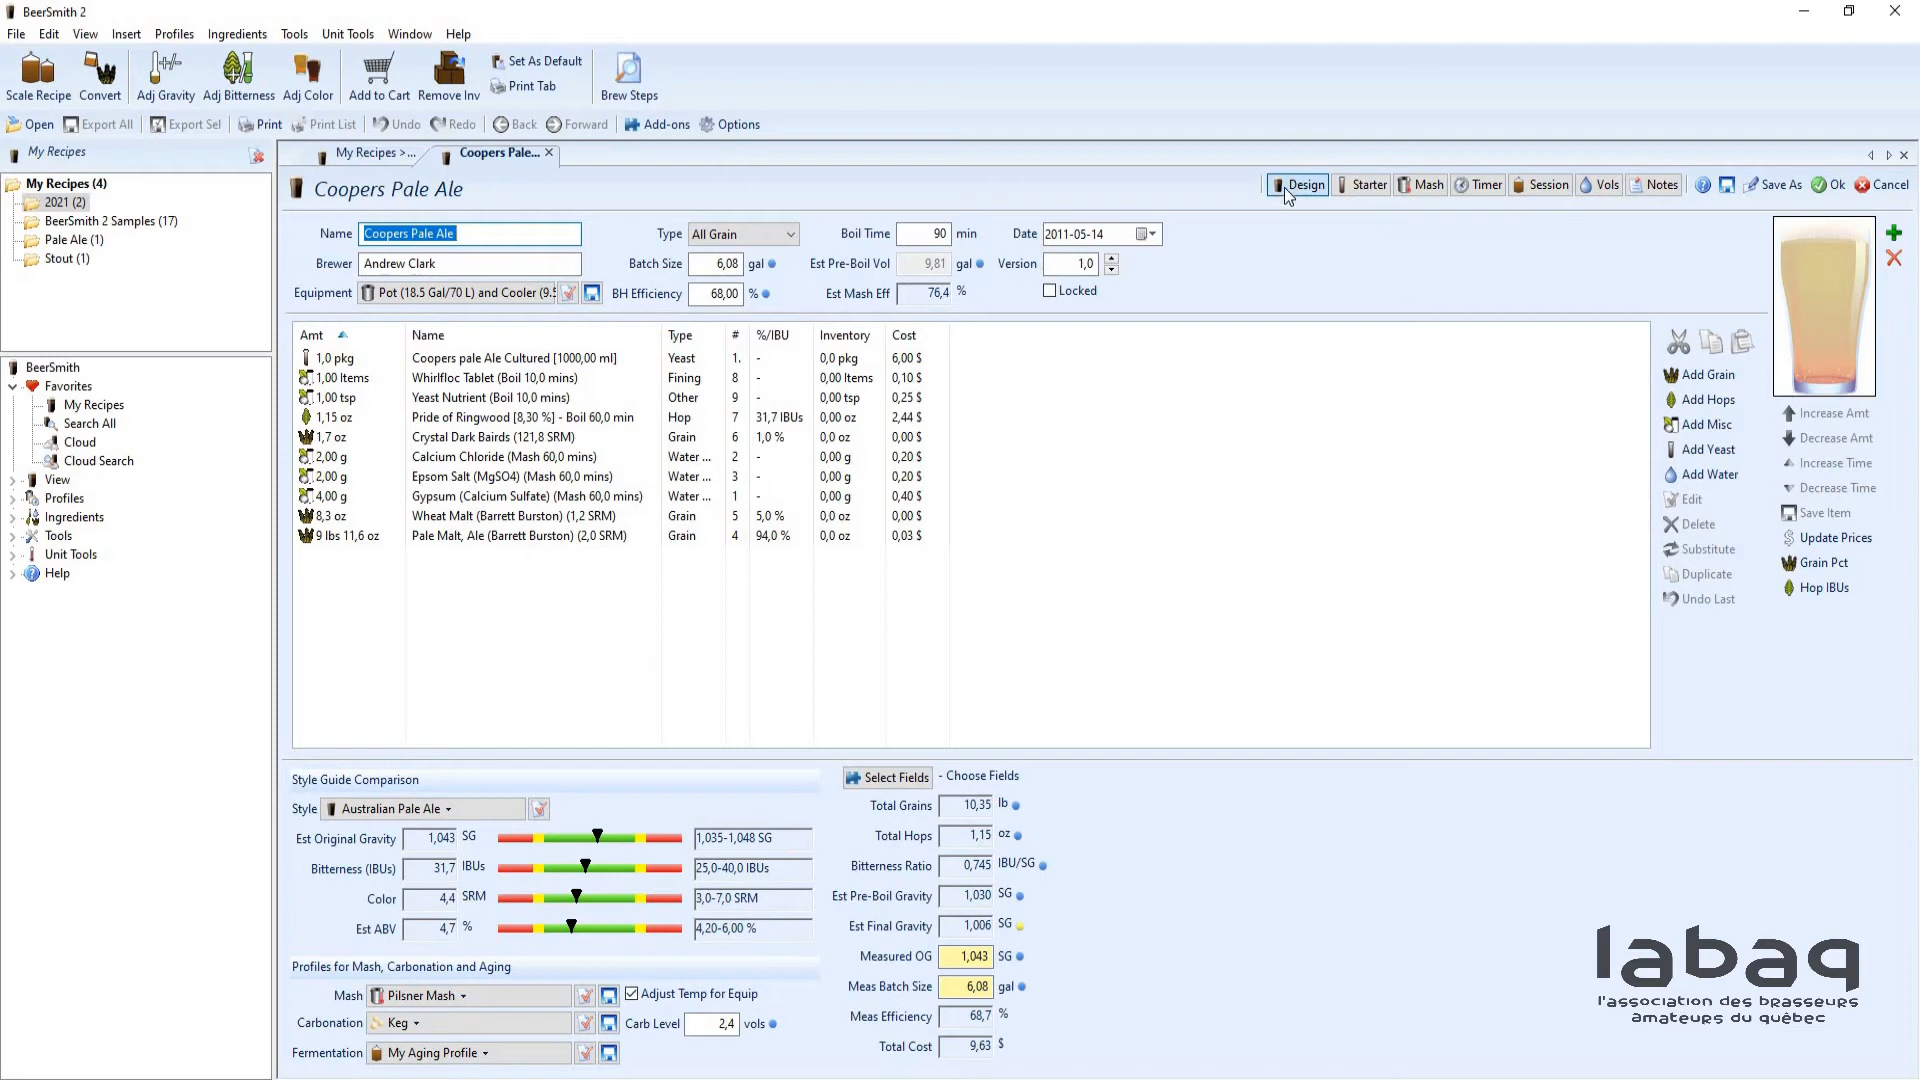 BeerSmith 2
File Edit View Insert Profiles Ingredients Tools Unit Tools Window Help
Scale Recipe Convert Adj Gravity Adj Bitterness Adj Color Add to Cart Remove Inv Set As Default Print Tab Brew Steps
Open Export All Export Sel Print Print List Undo Redo Back Forward Add-ons Options
My Recipes
My Recipes (4)
2021 (2)
BeerSmith 2 Samples (17)
Pale Ale (1)
Stout (1)
BeerSmith
Favorites
My Recipes
Search All
Cloud
Cloud Search
View
Profiles
Ingredients
Tools
Unit Tools
Help
My Recipes >... Coopers Pale...
Coopers Pale Ale
Design Starter Mash Timer Session Vols Notes Save As Ok Cancel
Name Coopers Pale Ale Type All Grain Boil Time 90 min Date 2011-05-14
Brewer Andrew Clark Batch Size 6,08 gal Est Pre-Boil Vol 9,81 gal Version 1,0
Equipment Pot (18.5 Gal/70 L) and Cooler (9.5 BH Efficiency 68,00 % Est Mash Eff 76,4 % Locked
Amt Name Type # %/IBU Inventory Cost
1,0 pkg Coopers pale Ale Cultured [1000,00 ml] Yeast 1. - 0,0 pkg 6,00 $
1,00 Items Whirlfloc Tablet (Boil 10,0 mins) Fining 8 - 0,00 Items 0,10 $
1,00 tsp Yeast Nutrient (Boil 10,0 mins) Other 9 - 0,00 tsp 0,25 $
1,15 oz Pride of Ringwood [8,30 %] - Boil 60,0 min Hop 7 31,7 IBUs 0,00 oz 2,44 $
1,7 oz Crystal Dark Bairds (121,8 SRM) Grain 6 1,0 % 0,0 oz 0,00 $
2,00 g Calcium Chloride (Mash 60,0 mins) Water ... 2 - 0,00 g 0,20 $
2,00 g Epsom Salt (MgSO4) (Mash 60,0 mins) Water ... 3 - 0,00 g 0,20 $
4,00 g Gypsum (Calcium Sulfate) (Mash 60,0 mins) Water ... 1 - 0,00 g 0,40 $
8,3 oz Wheat Malt (Barrett Burston) (1,2 SRM) Grain 5 5,0 % 0,0 oz 0,00 $
9 lbs 11,6 oz Pale Malt, Ale (Barrett Burston) (2,0 SRM) Grain 4 94,0 % 0,0 oz 0,03 $
Add Grain
Add Hops
Add Misc
Add Yeast
Add Water
Edit
Delete
Substitute
Duplicate
Undo Last
Increase Amt
Decrease Amt
Increase Time
Decrease Time
Save Item
Update Prices
Grain Pct
Hop IBUs
Style Guide Comparison
Style Australian Pale Ale
Est Original Gravity 1,043 SG 1,035-1,048 SG
Bitterness (IBUs) 31,7 IBUs 25,0-40,0 IBUs
Color 4,4 SRM 3,0-7,0 SRM
Est ABV 4,7 % 4,20-6,00 %
Profiles for Mash, Carbonation and Aging
Mash Pilsner Mash Adjust Temp for Equip
Carbonation Keg Carb Level 2,4 vols
Fermentation My Aging Profile
Select Fields - Choose Fields
Total Grains 10,35 lb
Total Hops 1,15 oz
Bitterness Ratio 0,745 IBU/SG
Est Pre-Boil Gravity 1,030 SG
Est Final Gravity 1,006 SG
Measured OG 1,043 SG
Meas Batch Size 6,08 gal
Meas Efficiency 68,7 %
Total Cost 9,63 $
labaq
l'association des brasseurs
amateurs du québec